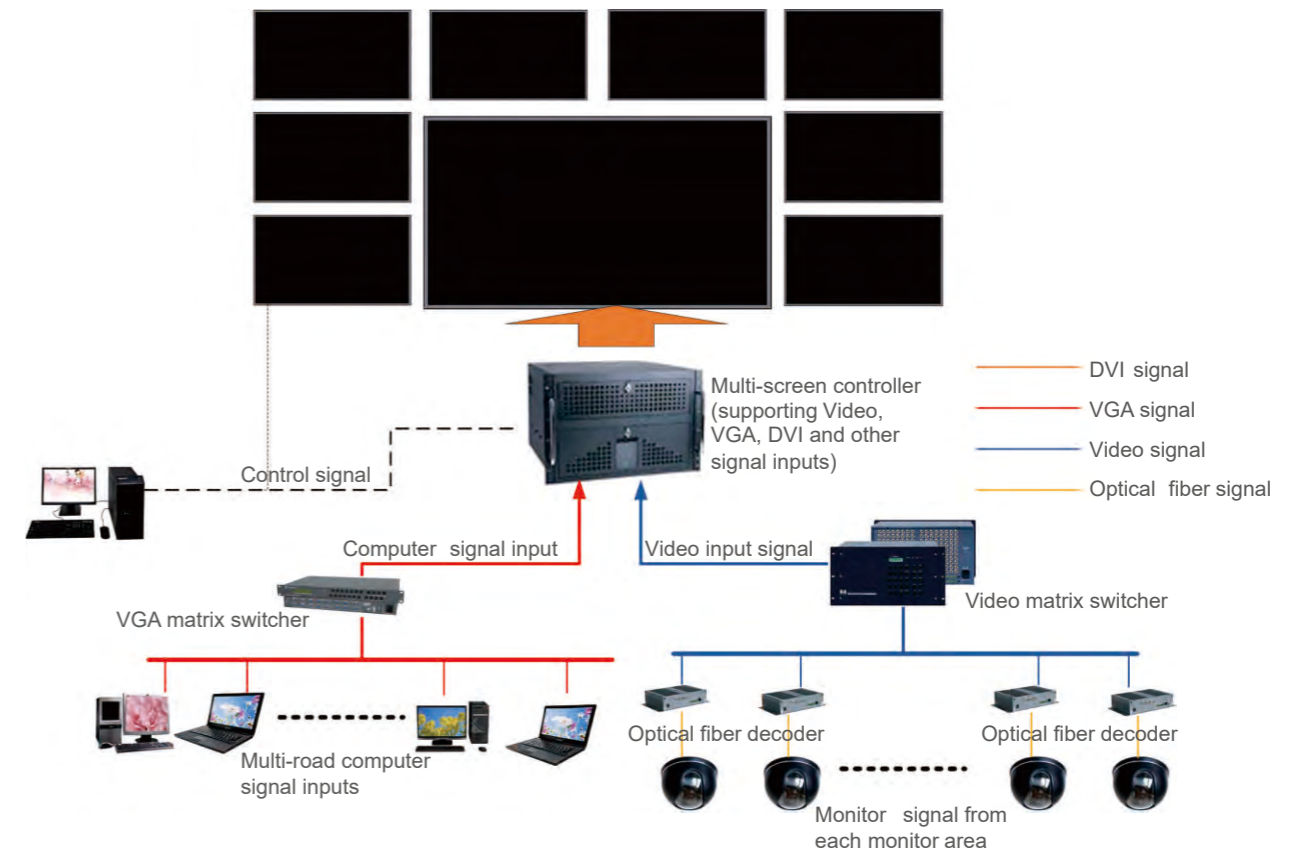 Multi-screen controller
(supporting Video,
VGA, DVI and other
signal inputs)
DVI signal
VGA signal
Video signal
Optical fiber signal
Control signal
Computer signal input
Video input signal
VGA matrix switcher
Video matrix switcher
Optical fiber decoder
Optical fiber decoder
Multi-road computer
signal inputs
Monitor signal from
each monitor area